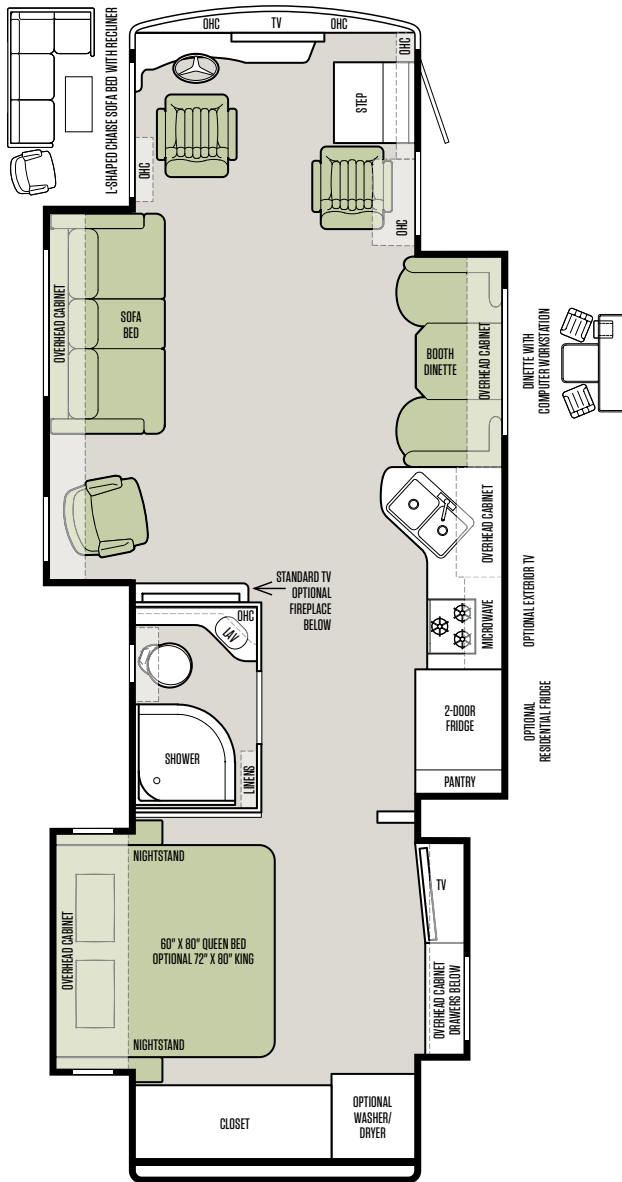 OHC
TV
OHC
OHC
STEP
L-SHAPED CHAISE SOFA BED WITH RECLINER
OHC
OHC
OVERHEAD CABINET
SOFA
BED
BOOTH
DINETTE
OVERHEAD CABINET
DINETTE WITH
COMPUTER WORKSTATION
OVERHEAD CABINET
STANDARD TV
OPTIONAL
FIREPLACE
BELOW
OHC
LAV
MICROWAVE
OPTIONAL EXTERIOR TV
2-DOOR
FRIDGE
OPTIONAL
RESIDENTIAL FRIDGE
SHOWER
LINENS
PANTRY
NIGHTSTAND
OVERHEAD CABINET
60" X 80" QUEEN BED
OPTIONAL 72" X 80" KING
NIGHTSTAND
TV
OVERHEAD CABINET
DRAWERS BELOW
CLOSET
OPTIONAL
WASHER/
DRYER